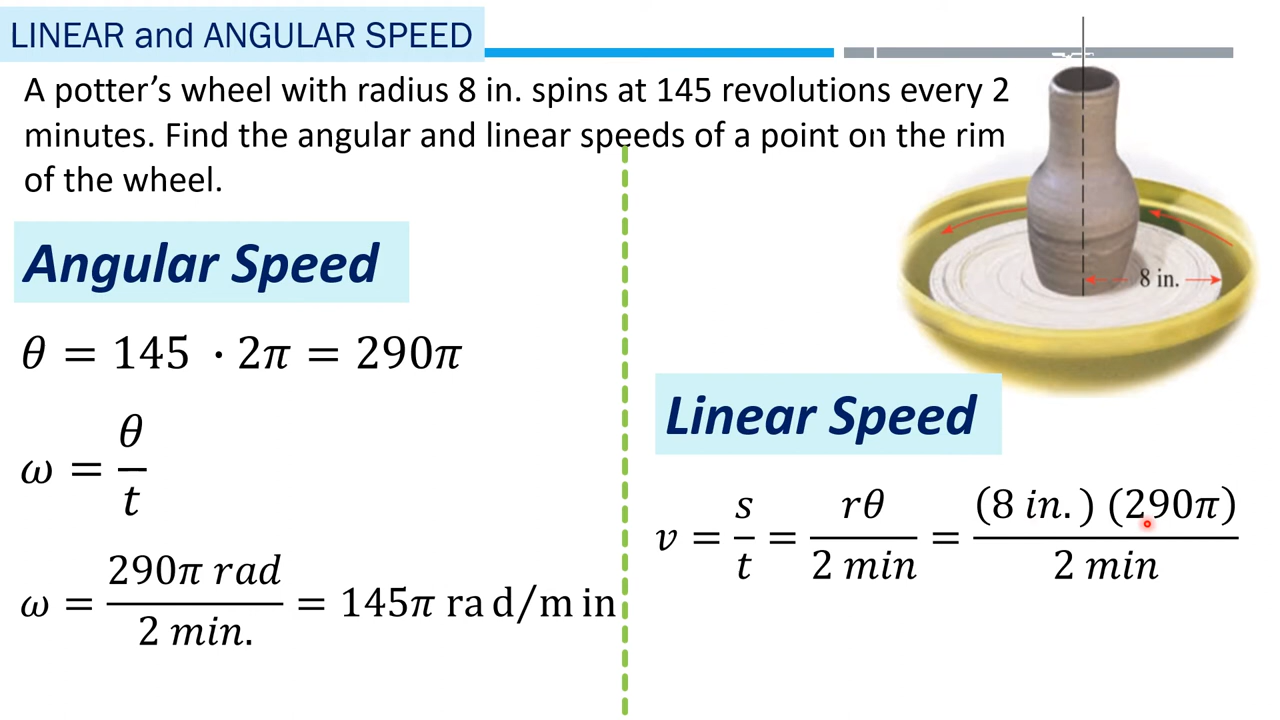 LINEAR and ANGULAR SPEED
A potter’s wheel with radius 8 in. spins at 145 revolutions every 2
minutes. Find the angular and linear speeds of a point on the rim
of the wheel.
8 in.
Angular Speed
θ = 145 · 2π = 290π
ω = θ/t
ω = 290π rad / 2 min. = 145π rad/min
Linear Speed
v = s/t = rθ / 2 min = (8 in.) (290π) / 2 min